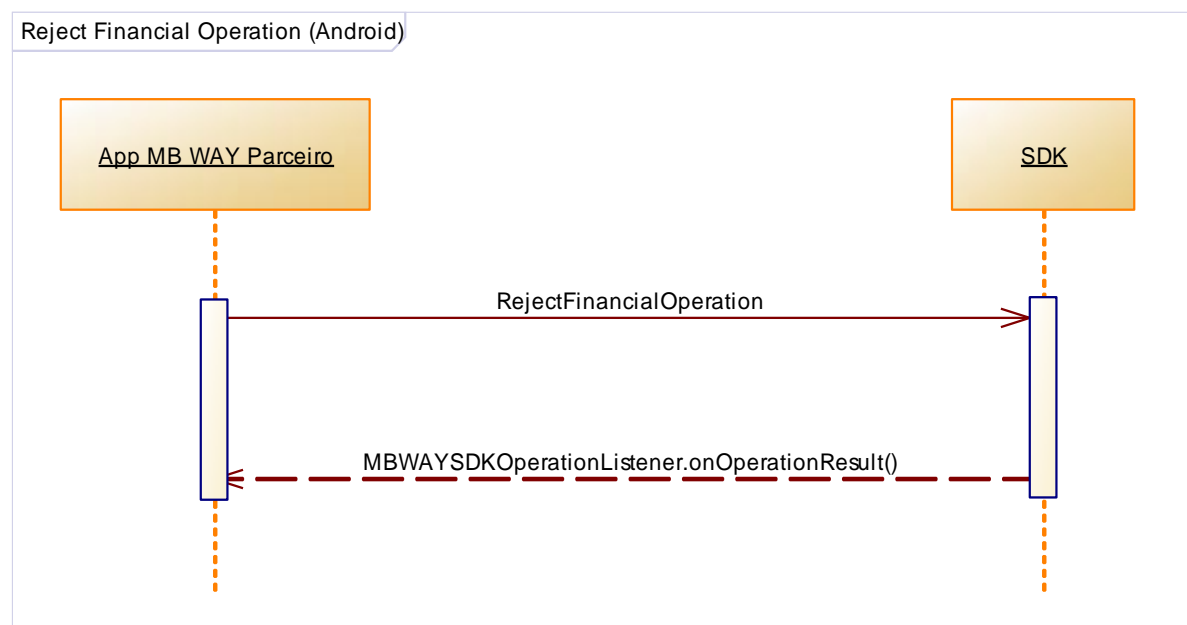 Reject Financial Operation (Android)
App MB WAY Parceiro
SDK
RejectFinancialOperation
MBWAYSDKOperationListener.onOperationResult()